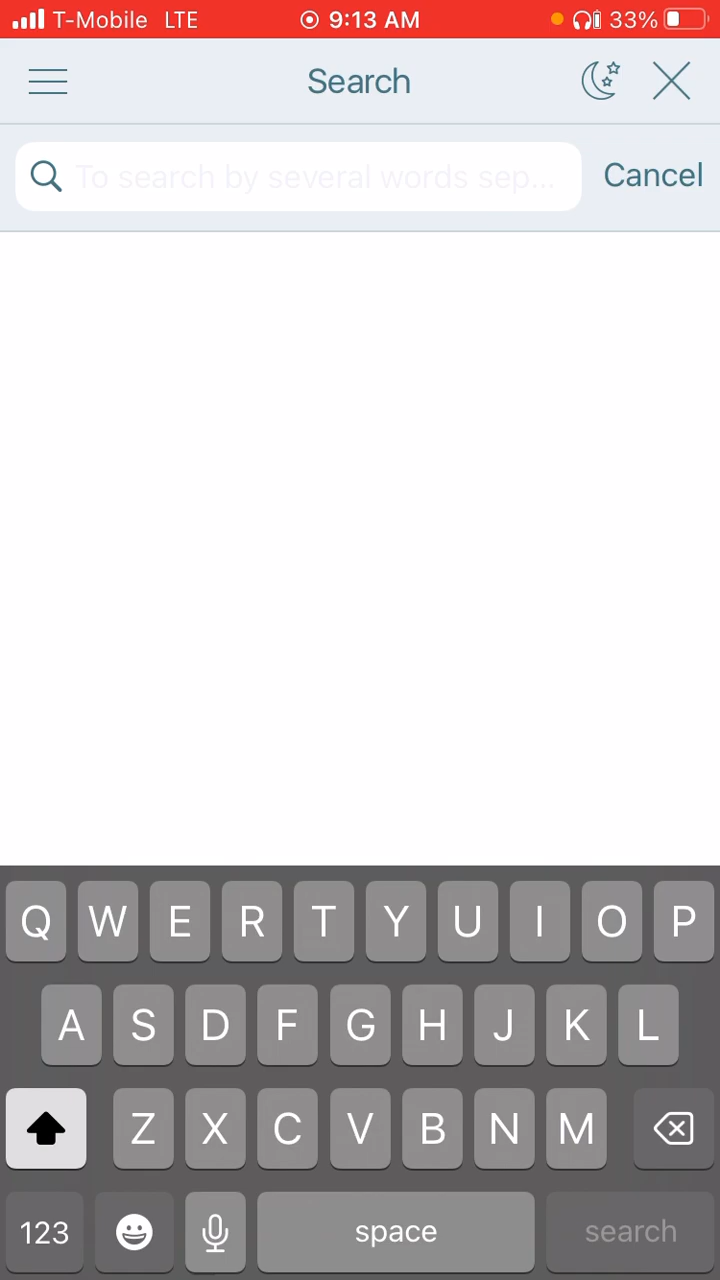 T-Mobile LTE 9:13 AM 33%
Search
To search by several words sep... Cancel
Q W E R T Y U I O P
A S D F G H J K L
Z X C V B N M
123 space search